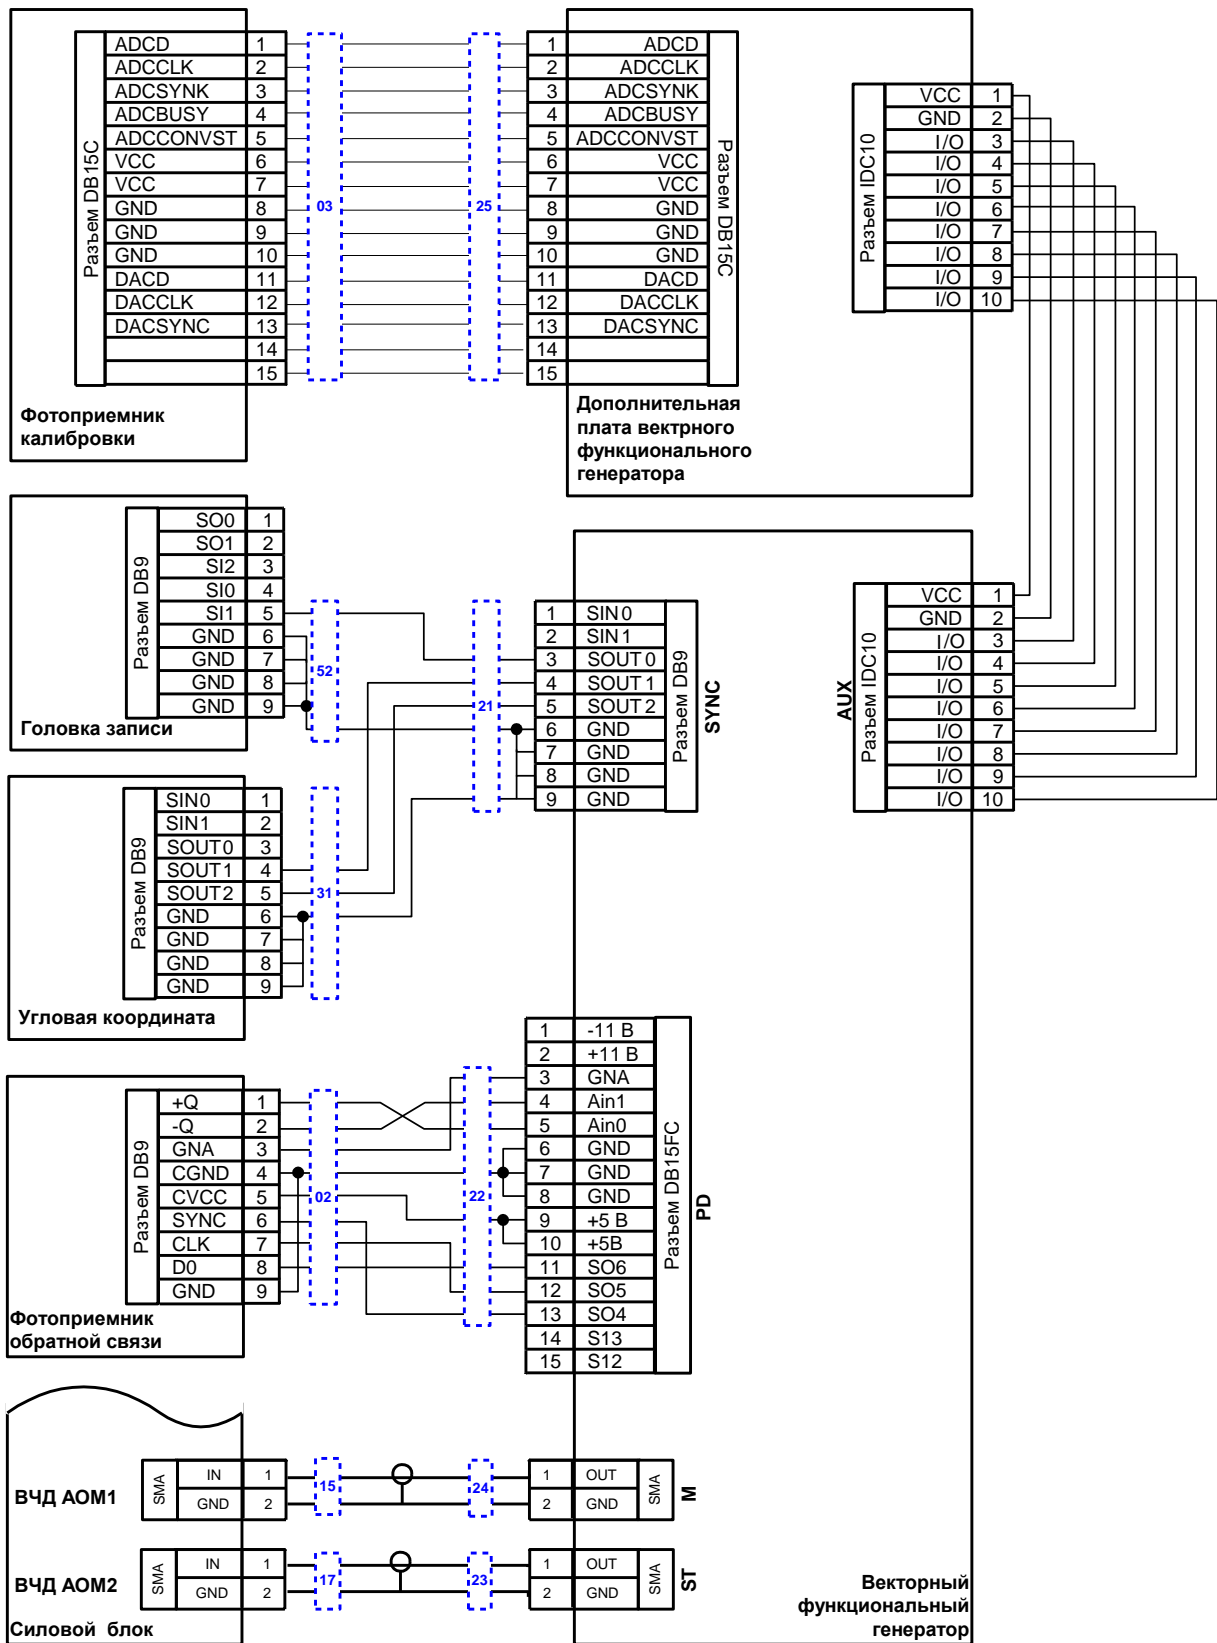 Разъем DB15C
ADCD 1
ADCCLK 2
ADCSYNK 3
ADCBUSY 4
ADCCONVST 5
VCC 6
VCC 7
GND 8
GND 9
GND 10
DACD 11
DACCLK 12
DACSYNC 13
14
15
Фотоприемник
калибровки
03
25
1 ADCD
2 ADCCLK
3 ADCSYNK
4 ADCBUSY
5 ADCCONVST
6 VCC
7 VCC
8 GND
9 GND
10 GND
11 DACD
12 DACCLK
13 DACSYNC
14
15
Разъем DB15C
Дополнительная
плата вектрного
функционального
генератора
Разъем IDC10
VCC 1
GND 2
I/O 3
I/O 4
I/O 5
I/O 6
I/O 7
I/O 8
I/O 9
I/O 10
Разъем DB9
SO0 1
SO1 2
SI2 3
SI0 4
SI1 5
GND 6
GND 7
GND 8
GND 9
Головка записи
52
21
1 SIN0
2 SIN1
3 SOUT0
4 SOUT1
5 SOUT2
6 GND
7 GND
8 GND
9 GND
Разъем DB9
SYNC
AUX
Разъем IDC10
VCC 1
GND 2
I/O 3
I/O 4
I/O 5
I/O 6
I/O 7
I/O 8
I/O 9
I/O 10
Разъем DB9
SIN0 1
SIN1 2
SOUT0 3
SOUT1 4
SOUT2 5
GND 6
GND 7
GND 8
GND 9
Угловая координата
31
Разъем DB9
+Q 1
-Q 2
GNA 3
CGND 4
CVCC 5
SYNC 6
CLK 7
D0 8
GND 9
Фотоприемник
обратной связи
02
22
1 -11 В
2 +11 В
3 GNA
4 Ain1
5 Ain0
6 GND
7 GND
8 GND
9 +5 В
10 +5В
11 SO6
12 SO5
13 SO4
14 S13
15 S12
Разъем DB15FC
PD
ВЧД АОМ1
SMA
IN 1
GND 2
15
24
1 OUT
2 GND
SMA
M
ВЧД АОМ2
SMA
IN 1
GND 2
17
23
1 OUT
2 GND
SMA
ST
Силовой блок
Векторный
функциональный
генератор